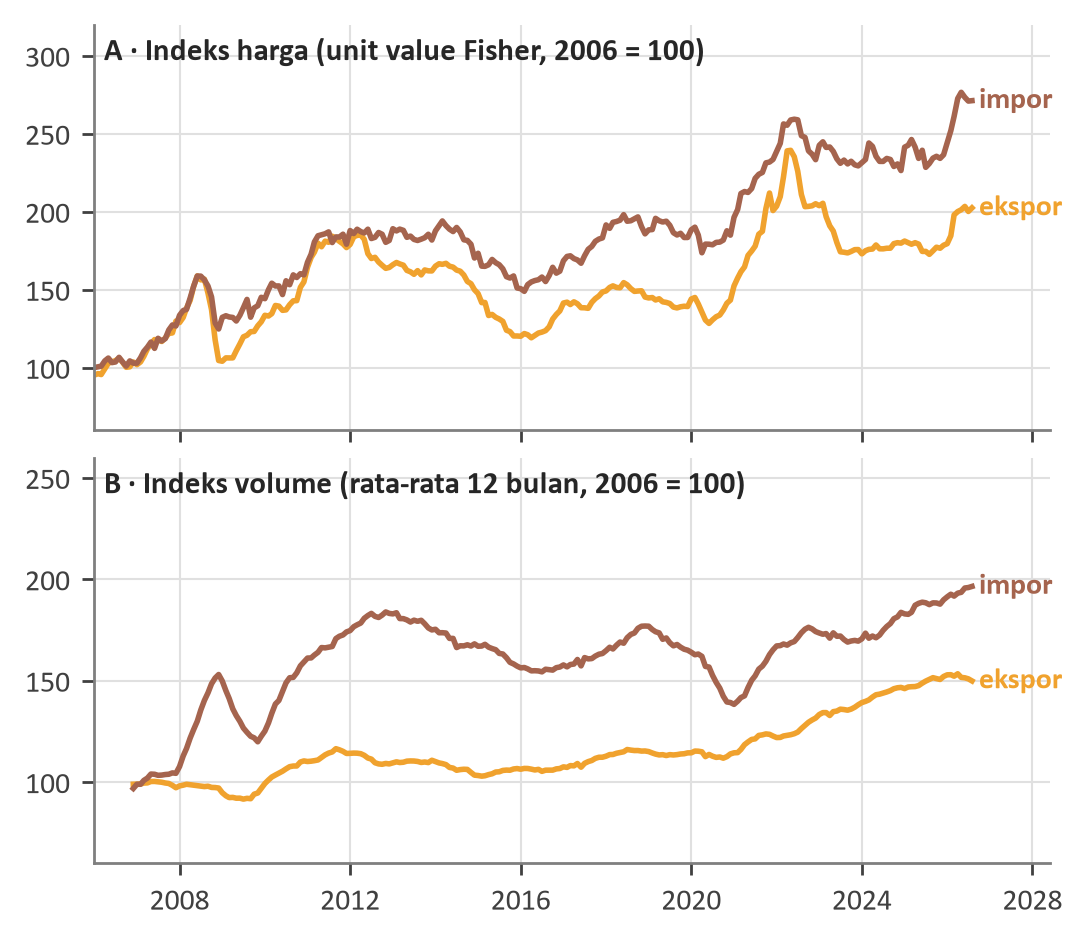 A · Indeks harga (unit value Fisher, 2006 = 100)
300
250
200
150
100
impor
ekspor
B · Indeks volume (rata-rata 12 bulan, 2006 = 100)
250
200
150
100
impor
ekspor
2008 2012 2016 2020 2024 2028